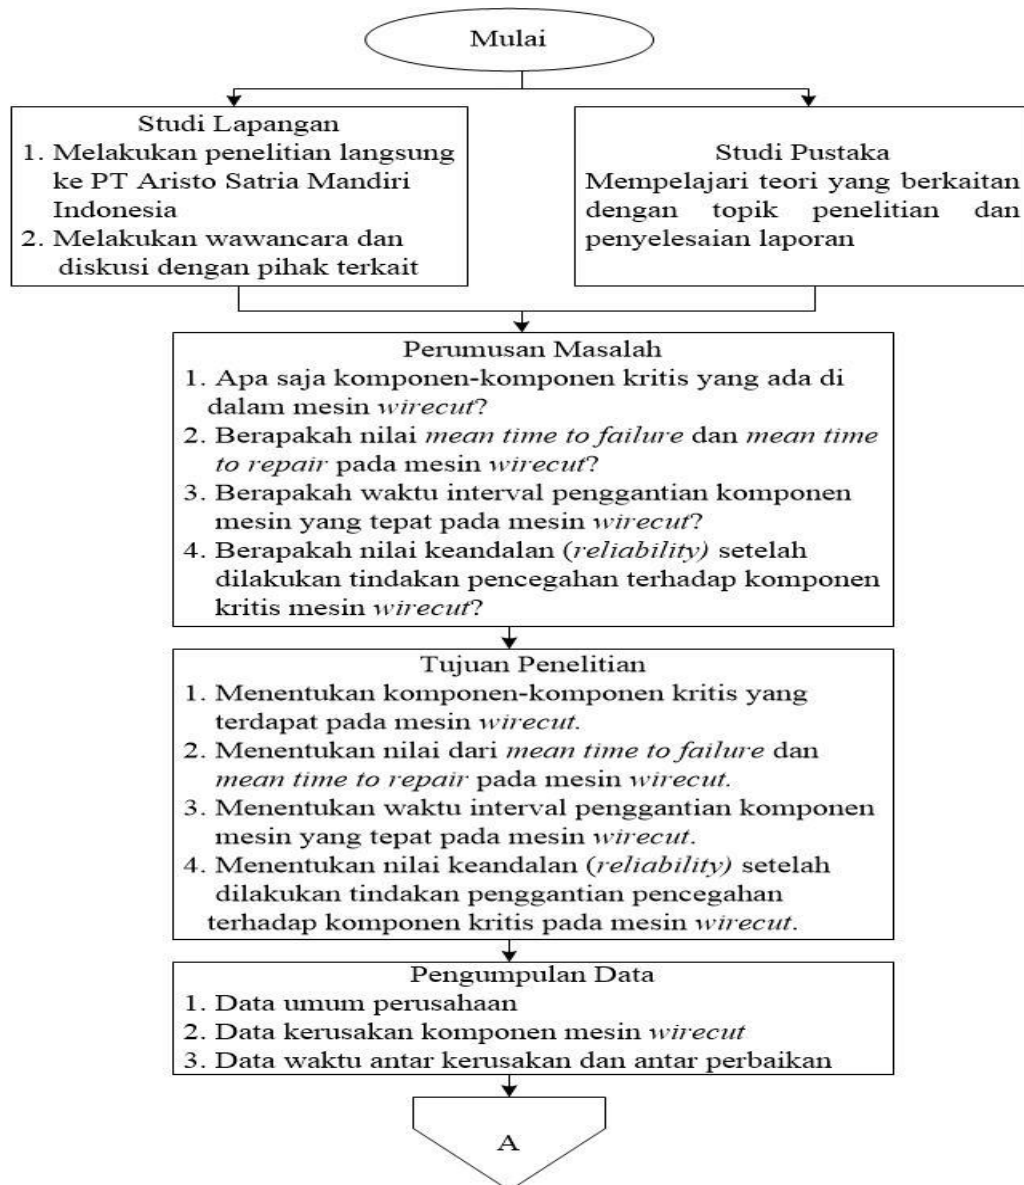 Mulai
Studi Lapangan
1. Melakukan penelitian langsung
ke PT Aristo Satria Mandiri
Indonesia
2. Melakukan wawancara dan
diskusi dengan pihak terkait
Studi Pustaka
Mempelajari teori yang berkaitan
dengan topik penelitian dan
penyelesaian laporan
Perumusan Masalah
1. Apa saja komponen-komponen kritis yang ada di
dalam mesin wirecut?
2. Berapakah nilai mean time to failure dan mean time
to repair pada mesin wirecut?
3. Berapakah waktu interval penggantian komponen
mesin yang tepat pada mesin wirecut?
4. Berapakah nilai keandalan (reliability) setelah
dilakukan tindakan pencegahan terhadap komponen
kritis mesin wirecut?
Tujuan Penelitian
1. Menentukan komponen-komponen kritis yang
terdapat pada mesin wirecut.
2. Menentukan nilai dari mean time to failure dan
mean time to repair pada mesin wirecut.
3. Menentukan waktu interval penggantian komponen
mesin yang tepat pada mesin wirecut.
4. Menentukan nilai keandalan (reliability) setelah
dilakukan tindakan penggantian pencegahan
terhadap komponen kritis pada mesin wirecut.
Pengumpulan Data
1. Data umum perusahaan
2. Data kerusakan komponen mesin wirecut
3. Data waktu antar kerusakan dan antar perbaikan
A